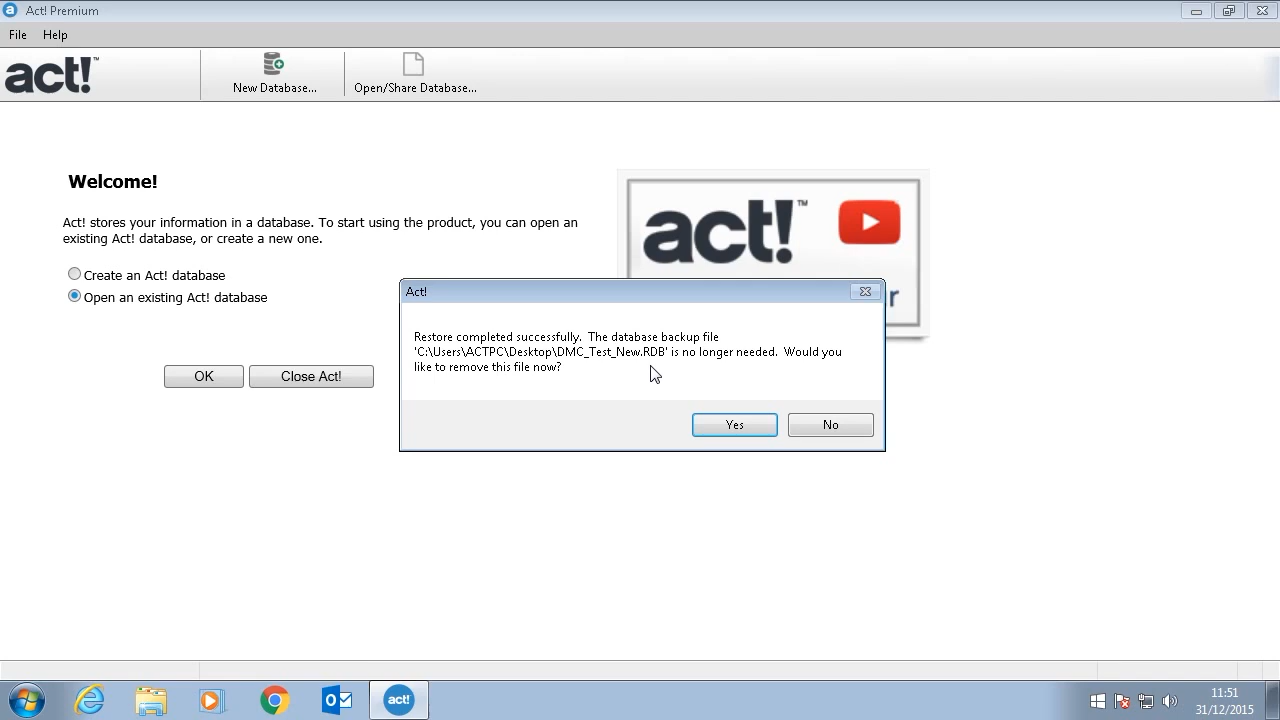 Act! Premium
File Help
act!™
New Database...
Open/Share Database...
Welcome!
Act! stores your information in a database. To start using the product, you can open an
existing Act! database, or create a new one.
Create an Act! database
Open an existing Act! database
OK
Close Act!
act!™
r
Act!
Restore completed successfully. The database backup file
'C:\Users\ACTPC\Desktop\DMC_Test_New.RDB' is no longer needed. Would you
like to remove this file now?
Yes
No
act!
11:51
31/12/2015